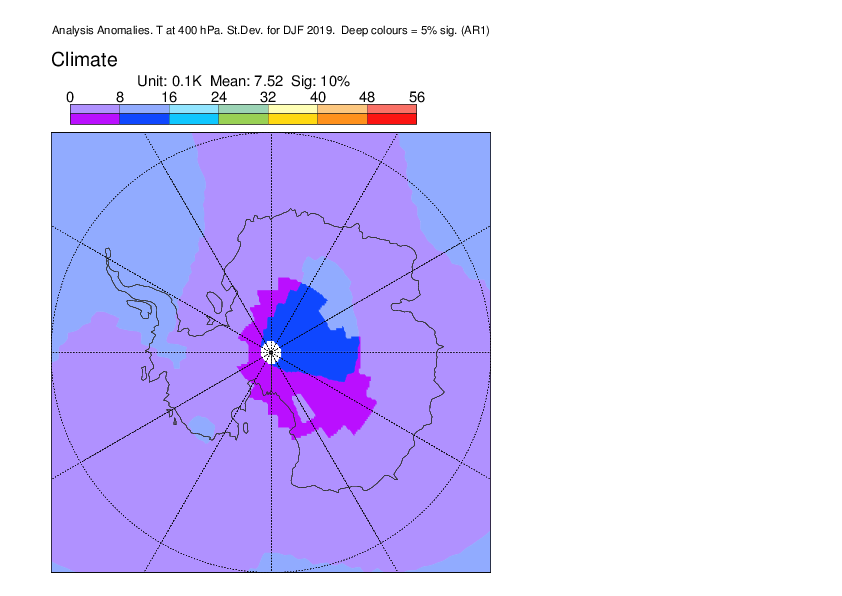 Analysis Anomalies. T at 400 hPa. St.Dev. for DJF 2019.  Deep colours = 5% sig. (AR1)
Climate
Unit: 0.1K  Mean: 7.52  Sig: 10%
0 8 16 24 32 40 48 56